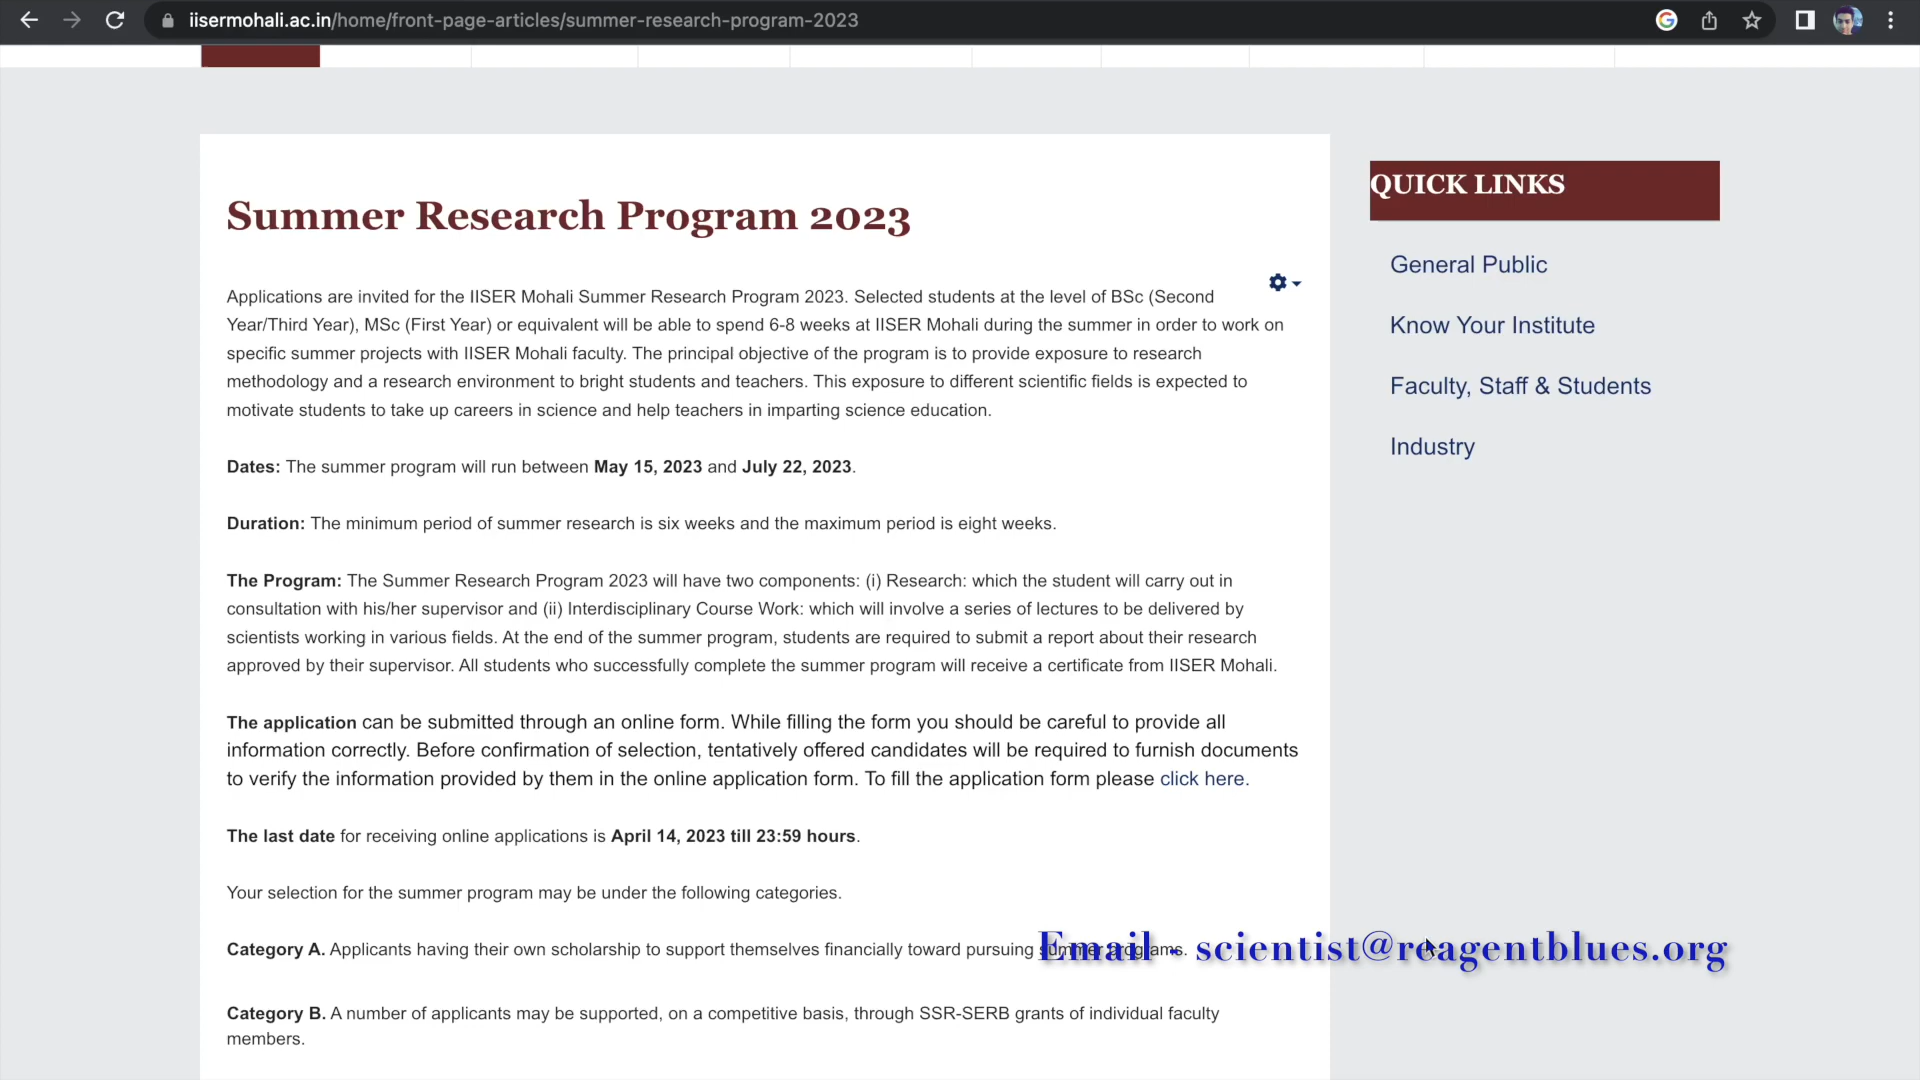 iisermohali.ac.in/home/front-page-articles/summer-research-program-2023
Summer Research Program 2023
Applications are invited for the IISER Mohali Summer Research Program 2023. Selected students at the level of BSc (Second
Year/Third Year), MSc (First Year) or equivalent will be able to spend 6-8 weeks at IISER Mohali during the summer in order to work on
specific summer projects with IISER Mohali faculty. The principal objective of the program is to provide exposure to research
methodology and a research environment to bright students and teachers. This exposure to different scientific fields is expected to
motivate students to take up careers in science and help teachers in imparting science education.
Dates: The summer program will run between May 15, 2023 and July 22, 2023.
Duration: The minimum period of summer research is six weeks and the maximum period is eight weeks.
The Program: The Summer Research Program 2023 will have two components: (i) Research: which the student will carry out in
consultation with his/her supervisor and (ii) Interdisciplinary Course Work: which will involve a series of lectures to be delivered by
scientists working in various fields. At the end of the summer program, students are required to submit a report about their research
approved by their supervisor. All students who successfully complete the summer program will receive a certificate from IISER Mohali.
The application can be submitted through an online form. While filling the form you should be careful to provide all
information correctly. Before confirmation of selection, tentatively offered candidates will be required to furnish documents
to verify the information provided by them in the online application form. To fill the application form please click here.
The last date for receiving online applications is April 14, 2023 till 23:59 hours.
Your selection for the summer program may be under the following categories.
Category A. Applicants having their own scholarship to support themselves financially toward pursuing summer programs.
Category B. A number of applicants may be supported, on a competitive basis, through SSR-SERB grants of individual faculty
members.
QUICK LINKS
General Public
Know Your Institute
Faculty, Staff & Students
Industry
Email - scientist@reagentblues.org